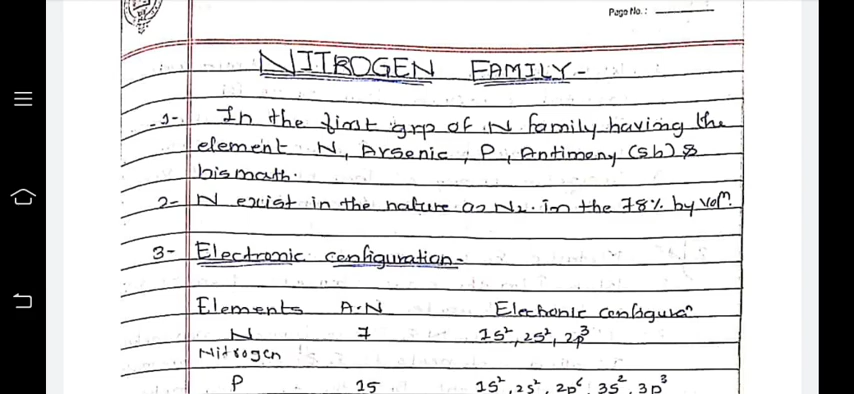 Page No.:
NITROGEN FAMILY-
1- In the first grp of N family having the
element N, Arsenic, P, Antimony (Sb) &
bismath.
2- N exist in the nature as N₂. in the 78% by volᵐ.
3- Electronic configuration-
Elements A.N Electronic configuraⁿ
N 7 1s², 2s², 2p³
Nitrogen
P 15 1s², 2s², 2p⁶, 3s², 3p³